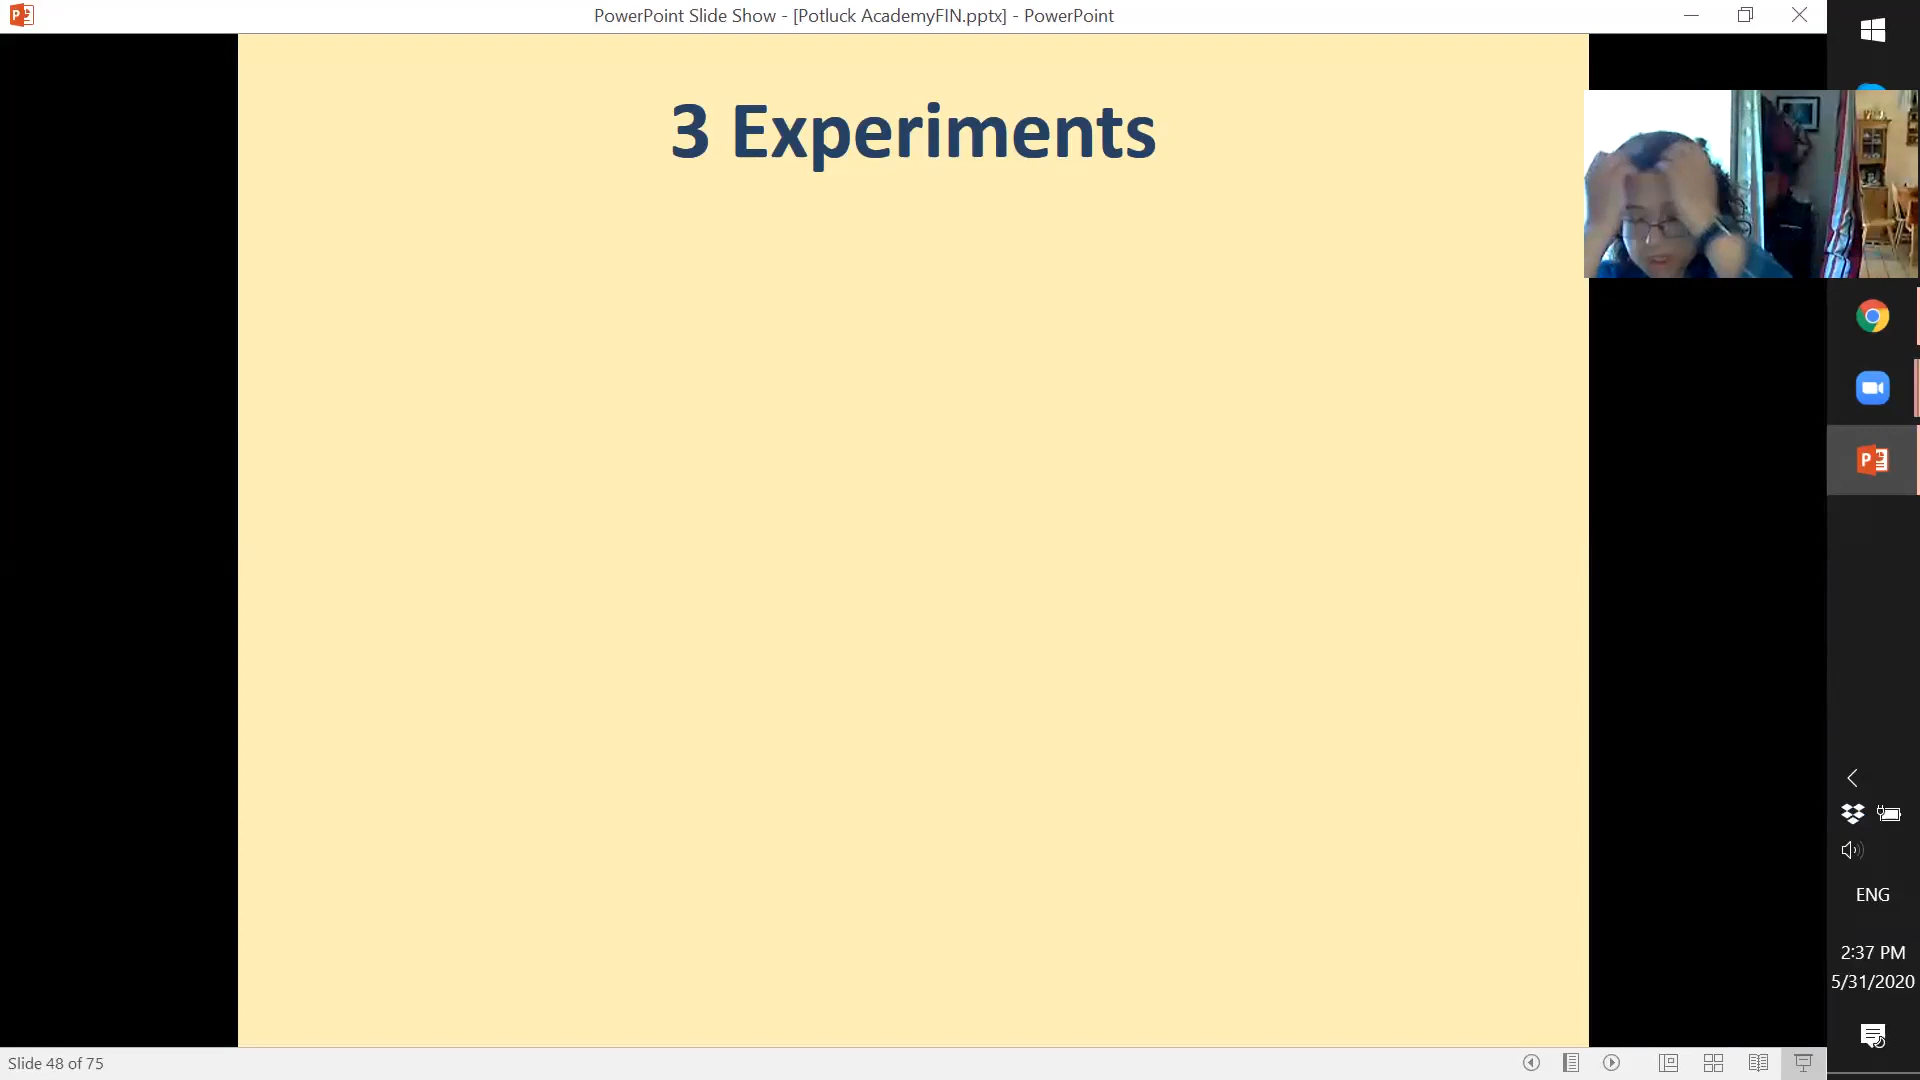 PowerPoint Slide Show - [Potluck AcademyFIN.pptx] - PowerPoint
3 Experiments
ENG
2:37 PM
5/31/2020
Slide 48 of 75